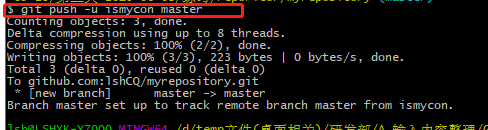 $ git push -u ismycon master
Counting objects: 3, done.
Delta compression using up to 8 threads.
Compressing objects: 100% (2/2), done.
Writing objects: 100% (3/3), 223 bytes | 0 bytes/s, done.
Total 3 (delta 0), reused 0 (delta 0)
To github.com:lshCQ/myrepository.git
 * [new branch]      master -> master
Branch master set up to track remote branch master from ismycon.